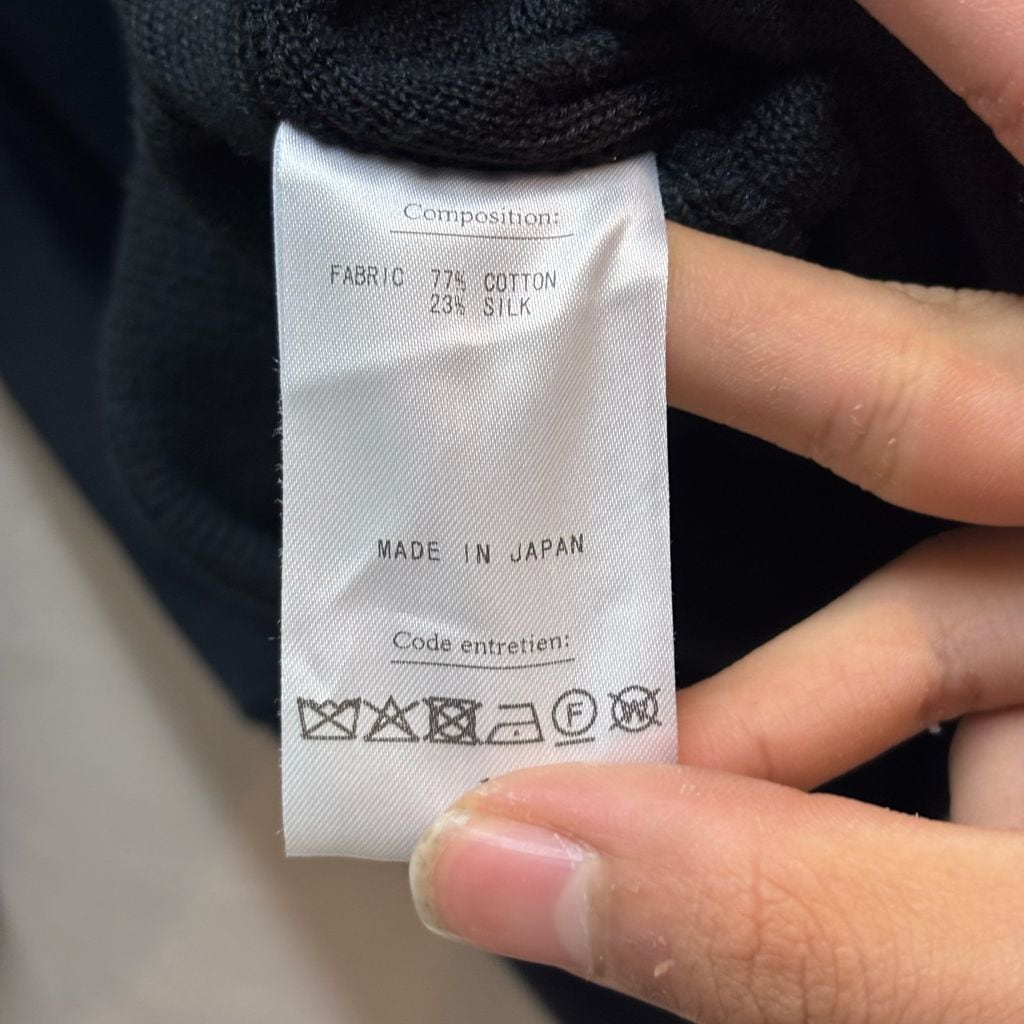 Composition:
FABRIC 77% COTTON
23% SILK
MADE IN JAPAN
Code entretien:
F W